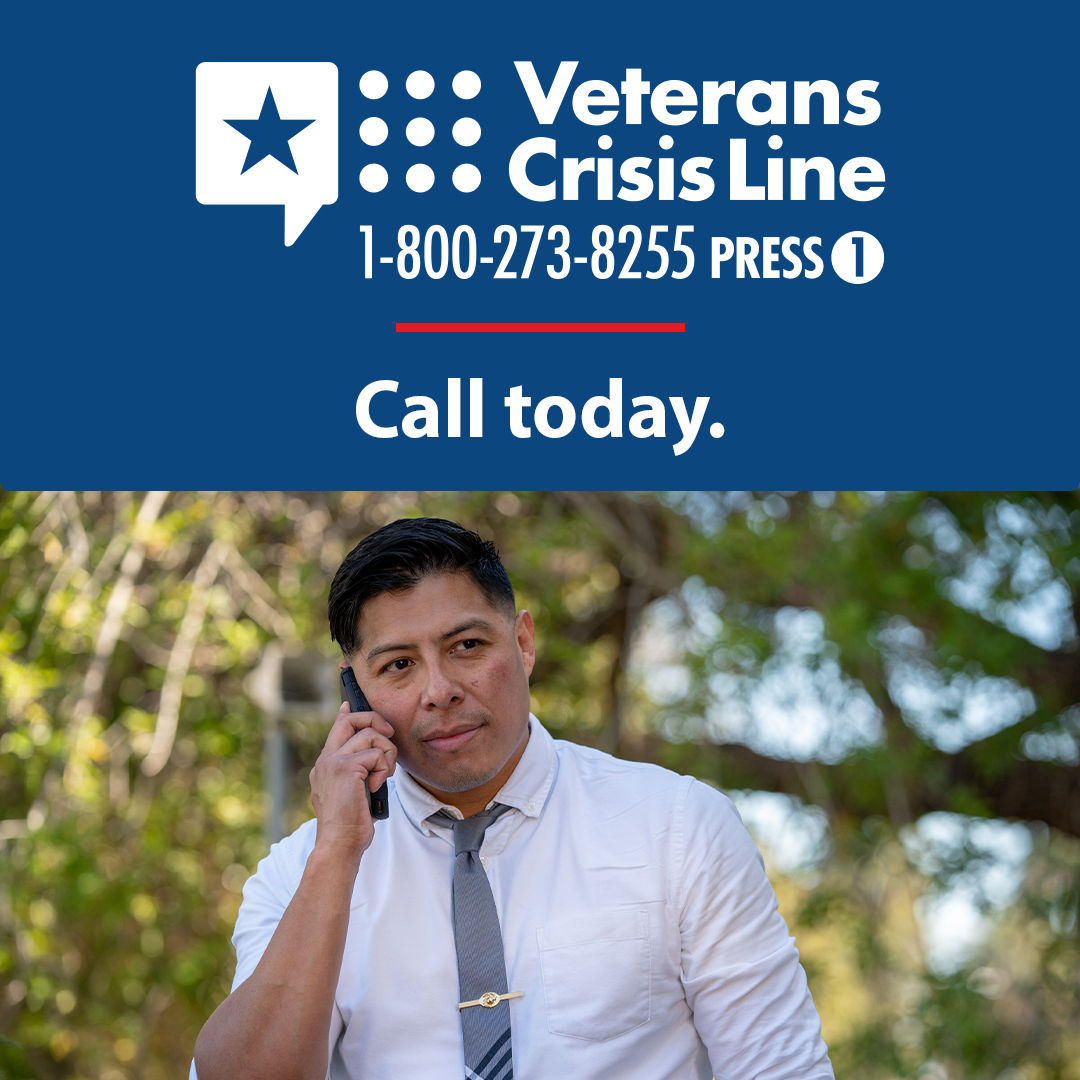 Veterans
Crisis Line
1-800-273-8255 PRESS 1
Call today.